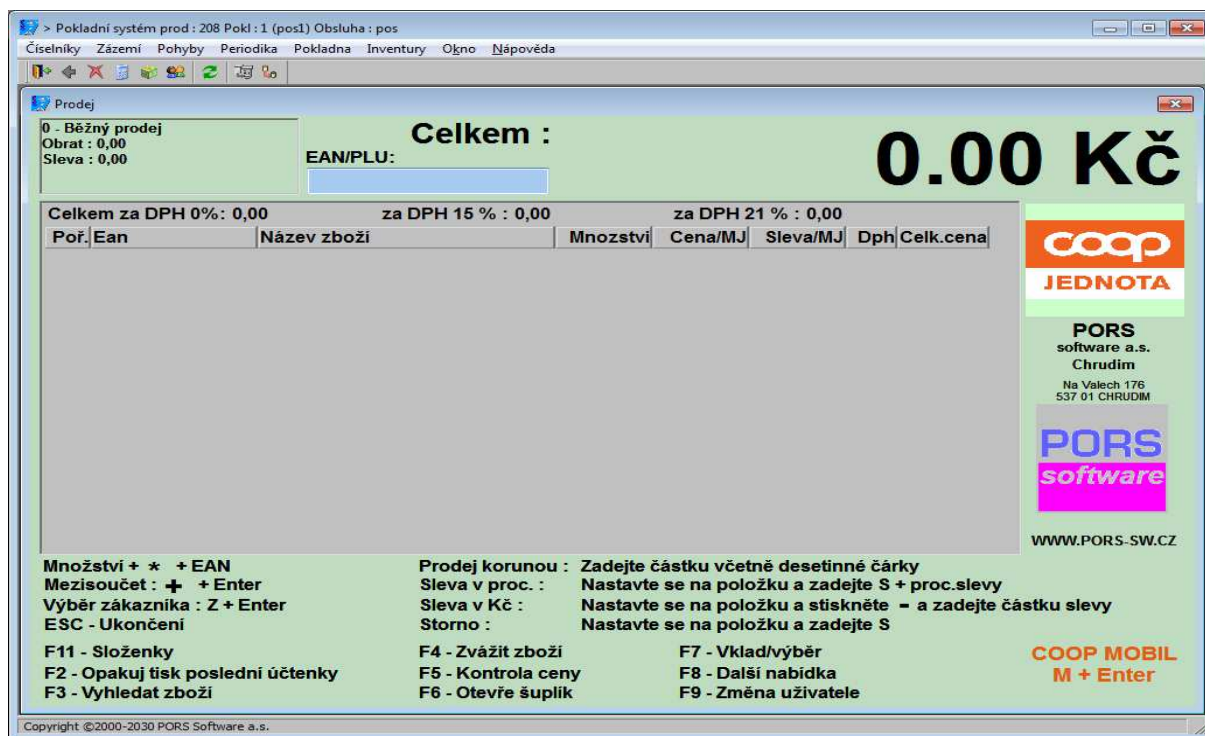 > Pokladní systém prod : 208 Pokl : 1 (pos1) Obsluha : pos
Číselníky Zázemí Pohyby Periodika Pokladna Inventury Okno Nápověda
Prodej
0 - Běžný prodej
Obrat : 0,00
Sleva : 0,00
Celkem :
EAN/PLU:
0.00 Kč
Celkem za DPH 0%: 0,00 za DPH 15 % : 0,00 za DPH 21 % : 0,00
Poř. Ean Název zboží Mnozstvi Cena/MJ Sleva/MJ Dph Celk.cena
coop
JEDNOTA
PORS
software a.s.
Chrudim
Na Valech 176
537 01 CHRUDIM
PORS
software
WWW.PORS-SW.CZ
Množství + * + EAN
Mezisoučet : + + Enter
Výběr zákazníka : Z + Enter
ESC - Ukončení
Prodej korunou : Zadejte částku včetně desetinné čárky
Sleva v proc. : Nastavte se na položku a zadejte S + proc.slevy
Sleva v Kč : Nastavte se na položku a stiskněte - a zadejte částku slevy
Storno : Nastavte se na položku a zadejte S
F11 - Složenky
F2 - Opakuj tisk poslední účtenky
F3 - Vyhledat zboží
F4 - Zvážit zboží
F5 - Kontrola ceny
F6 - Otevře šuplík
F7 - Vklad/výběr
F8 - Další nabídka
F9 - Změna uživatele
COOP MOBIL
M + Enter
Copyright ©2000-2030 PORS Software a.s.